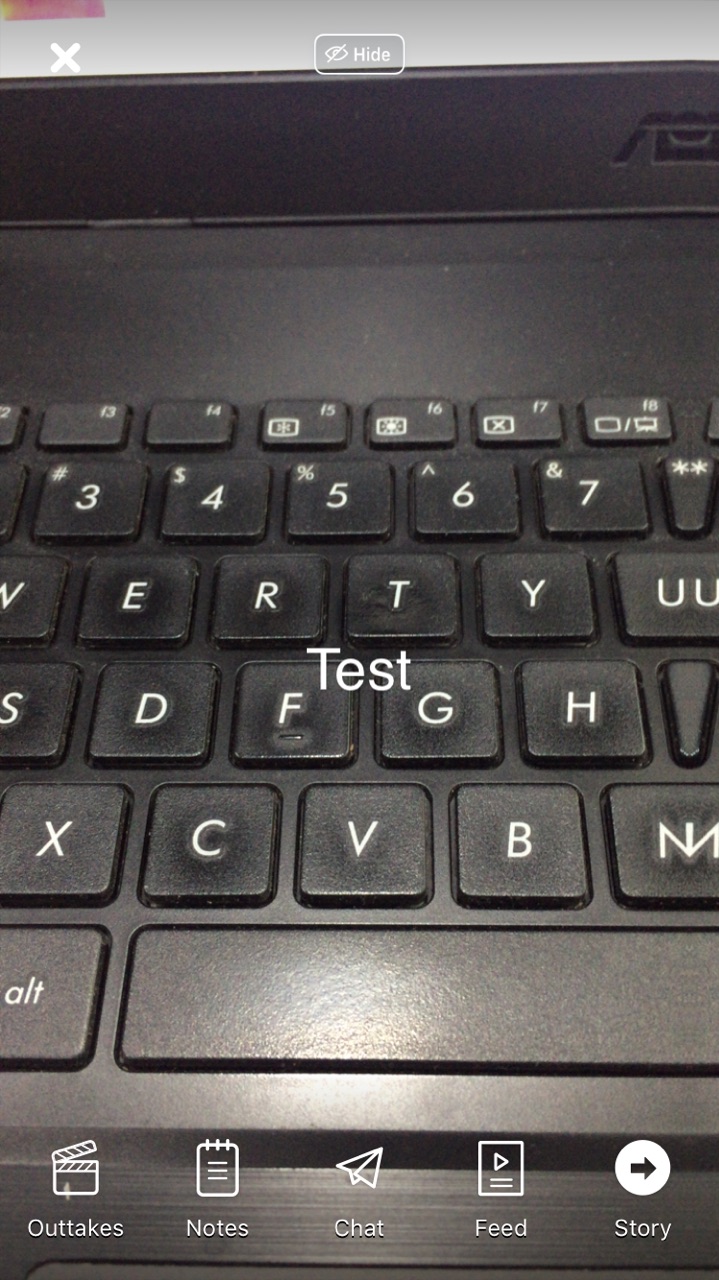 Hide
f3 f4 f5 f6 f7 f8
# 3 $ 4 % 5 ^ 6 & 7 **
E R T Y UU
Test
S D F G H
X C V B
alt
Outtakes Notes Chat Feed Story